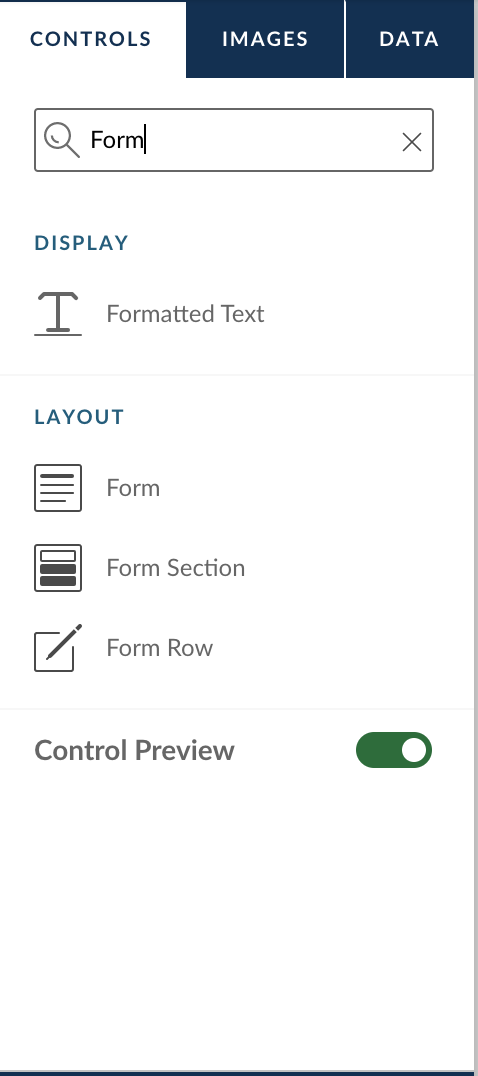 CONTROLS IMAGES DATA
Form
DISPLAY
Formatted Text
LAYOUT
Form
Form Section
Form Row
Control Preview